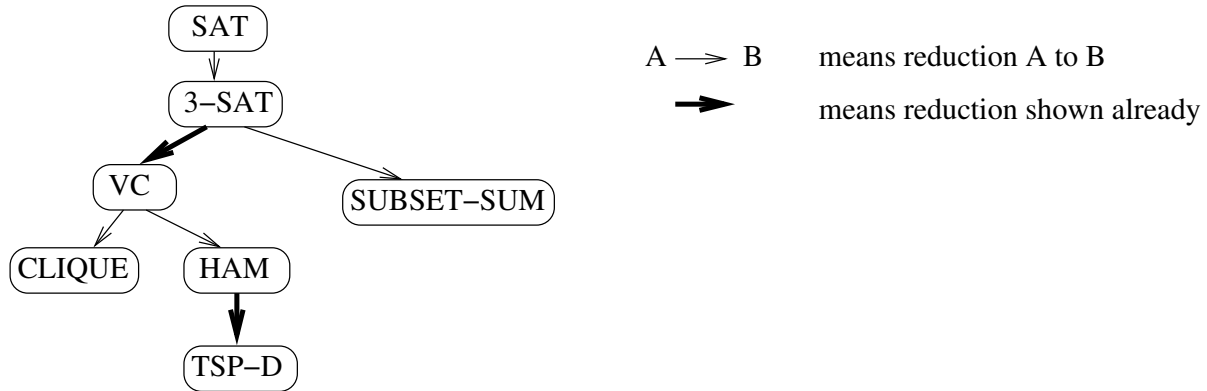 SAT
A B means reduction A to B
3–SAT
means reduction shown already
VC
SUBSET–SUM
CLIQUE HAM
TSP–D